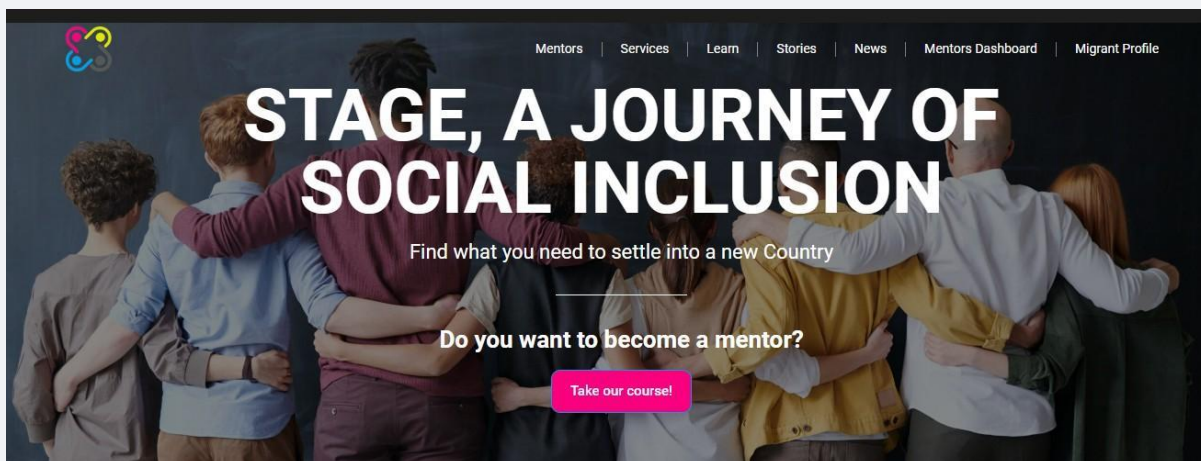 Mentors
Services
Learn
Stories
News
Mentors Dashboard
Migrant Profile
STAGE, A JOURNEY OF
SOCIAL INCLUSION
Find what you need to settle into a new Country
Do you want to become a mentor?
Take our course!